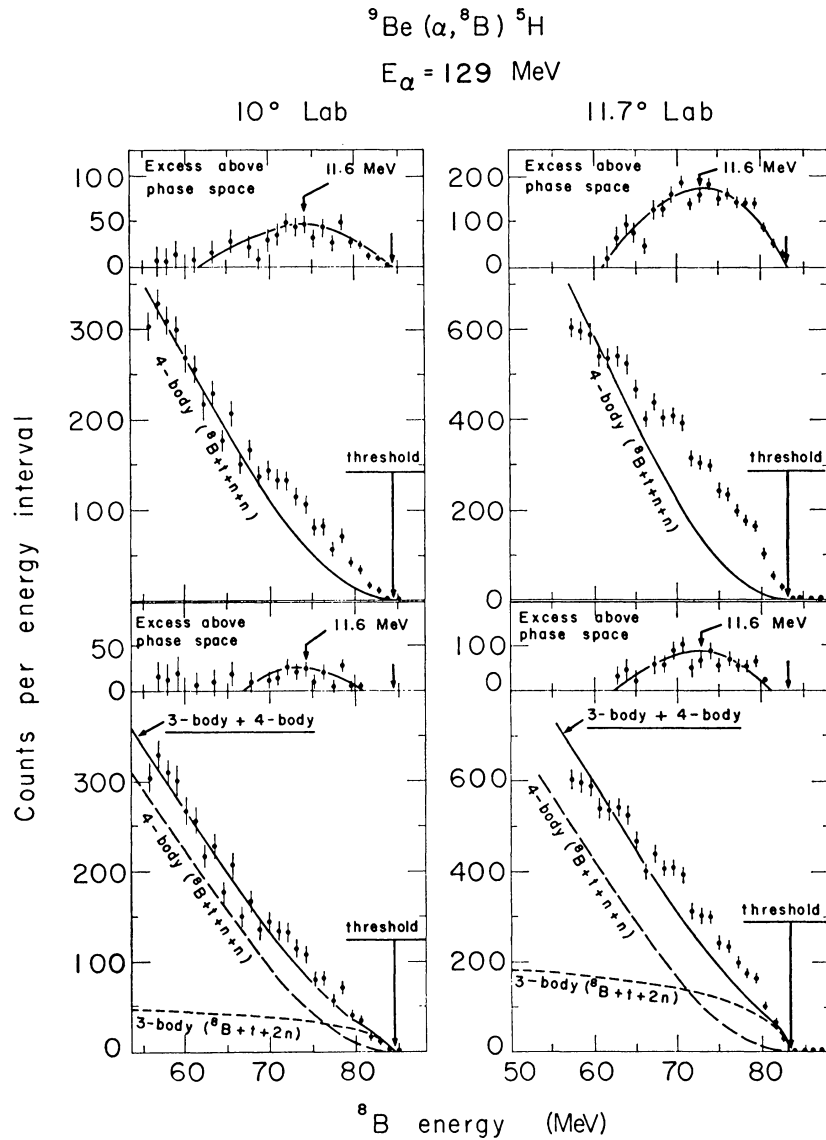 ⁹Be (α, ⁸B) ⁵H
Eα = 129 MeV
10° Lab
11.7° Lab
Excess above
phase space
11.6 MeV
100
50
0
Excess above
phase space
11.6 MeV
200
100
0
300
200
100
4-body (⁸B+t+n+n)
threshold
600
400
200
0
4-body (⁸B+t+n+n)
threshold
Excess above
phase space
11.6 MeV
50
0
Excess above
phase space
11.6 MeV
100
0
3-body + 4-body
300
200
100
0
4-body (⁸B+t+n+n)
3-body (⁸B+t+2n)
threshold
3-body + 4-body
600
400
200
0
4-body (⁸B+t+n+n)
3-body (⁸B+t+2n)
threshold
60
70
80
50
60
70
80
Counts per energy interval
⁸B energy (MeV)